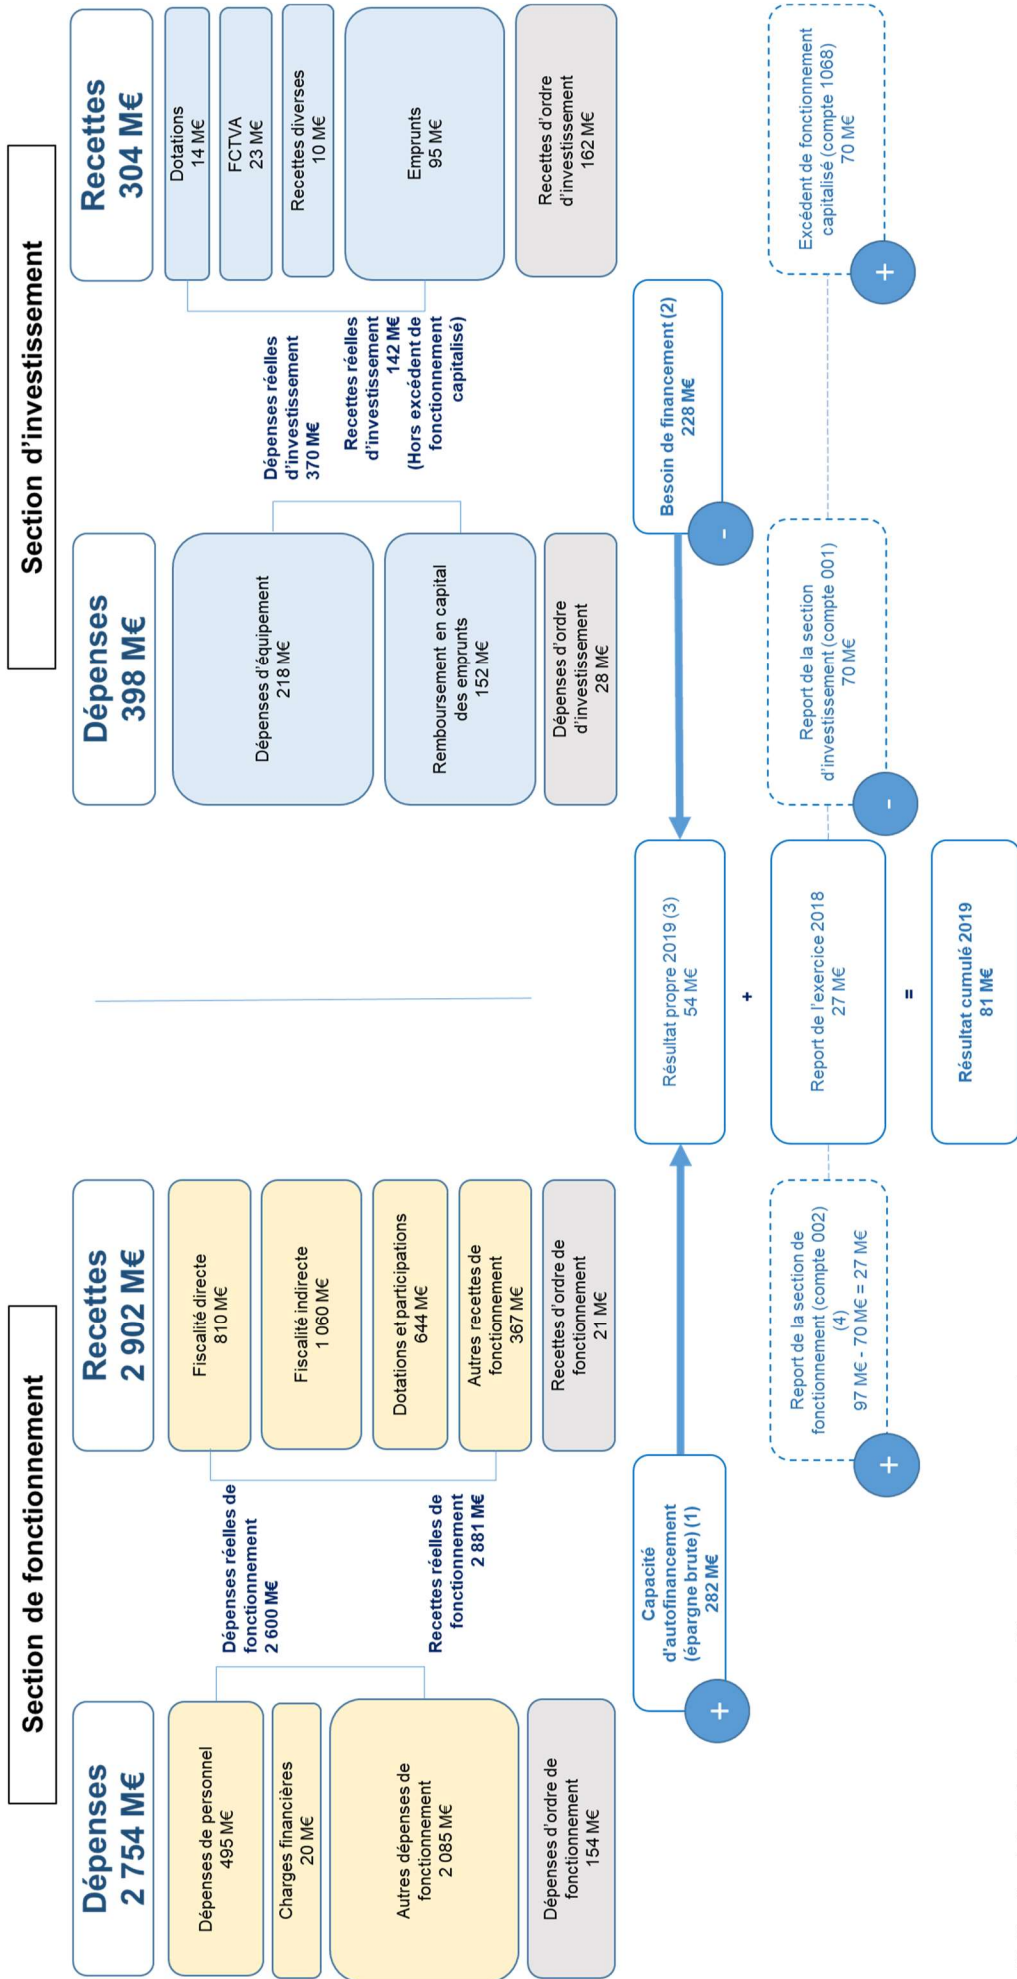 Section de fonctionnement
Dépenses
2 754 M€
Dépenses de personnel
495 M€
Charges financières
20 M€
Autres dépenses de
fonctionnement
2 085 M€
Dépenses d'ordre de
fonctionnement
154 M€
Dépenses réelles de
fonctionnement
2 600 M€
Recettes réelles de
fonctionnement
2 881 M€
Recettes
2 902 M€
Fiscalité directe
810 M€
Fiscalité indirecte
1 060 M€
Dotations et participations
644 M€
Autres recettes de
fonctionnement
367 M€
Recettes d'ordre de
fonctionnement
21 M€
Section d'investissement
Dépenses
398 M€
Dépenses d'équipement
218 M€
Remboursement en capital
des emprunts
152 M€
Dépenses d'ordre
d'investissement
28 M€
Dépenses réelles
d'investissement
370 M€
Recettes réelles
d'investissement
142 M€
(Hors excédent de
fonctionnement
capitalisé)
Recettes
304 M€
Dotations
14 M€
FCTVA
23 M€
Recettes diverses
10 M€
Emprunts
95 M€
Recettes d'ordre
d'investissement
162 M€
Capacité
d'autofinancement
(épargne brute) (1)
282 M€
+
Résultat propre 2019 (3)
54 M€
Besoin de financement (2)
228 M€
-
+
Report de la section de
fonctionnement (compte 002)
(4)
97 M€ - 70 M€ = 27 M€
+
Report de l'exercice 2018
27 M€
Report de la section
d'investissement (compte 001)
70 M€
-
Excédent de fonctionnement
capitalisé (compte 1068)
70 M€
+
=
Résultat cumulé 2019
81 M€